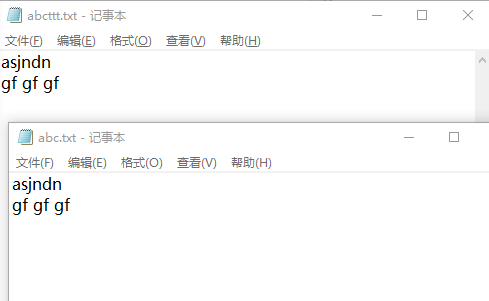 abcttt.txt - 记事本
文件(F) 编辑(E) 格式(O) 查看(V) 帮助(H)
asjndn
gf gf gf
abc.txt - 记事本
文件(F) 编辑(E) 格式(O) 查看(V) 帮助(H)
asjndn
gf gf gf